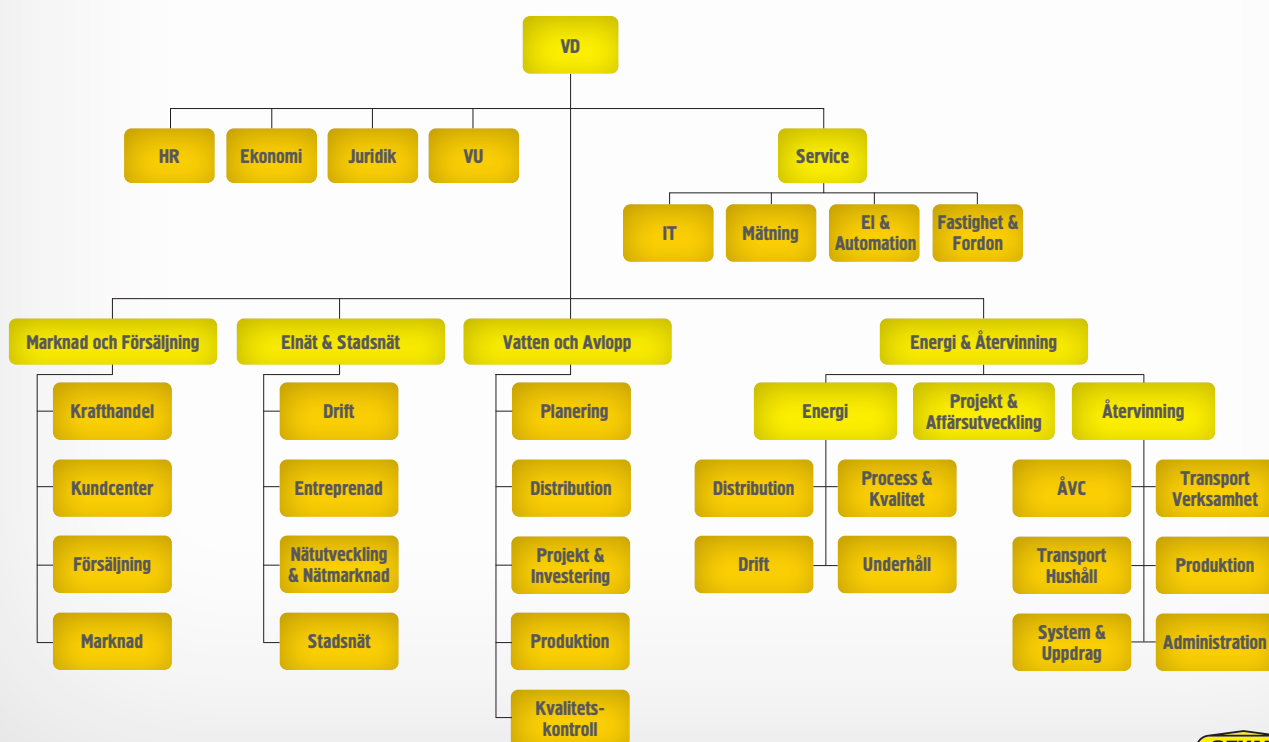 VD
HR
Ekonomi
Juridik
VU
Service
IT
Mätning
El &
Automation
Fastighet &
Fordon
Marknad och Försäljning
Elnät & Stadsnät
Vatten och Avlopp
Energi & Återvinning
Krafthandel
Kundcenter
Försäljning
Marknad
Drift
Entreprenad
Nätutveckling
& Nätmarknad
Stadsnät
Planering
Distribution
Projekt &
Investering
Produktion
Kvalitets-
kontroll
Energi
Projekt &
Affärsutveckling
Återvinning
Distribution
Process &
Kvalitet
Drift
Underhåll
ÅVC
Transport
Verksamhet
Transport
Hushåll
Produktion
System &
Uppdrag
Administration